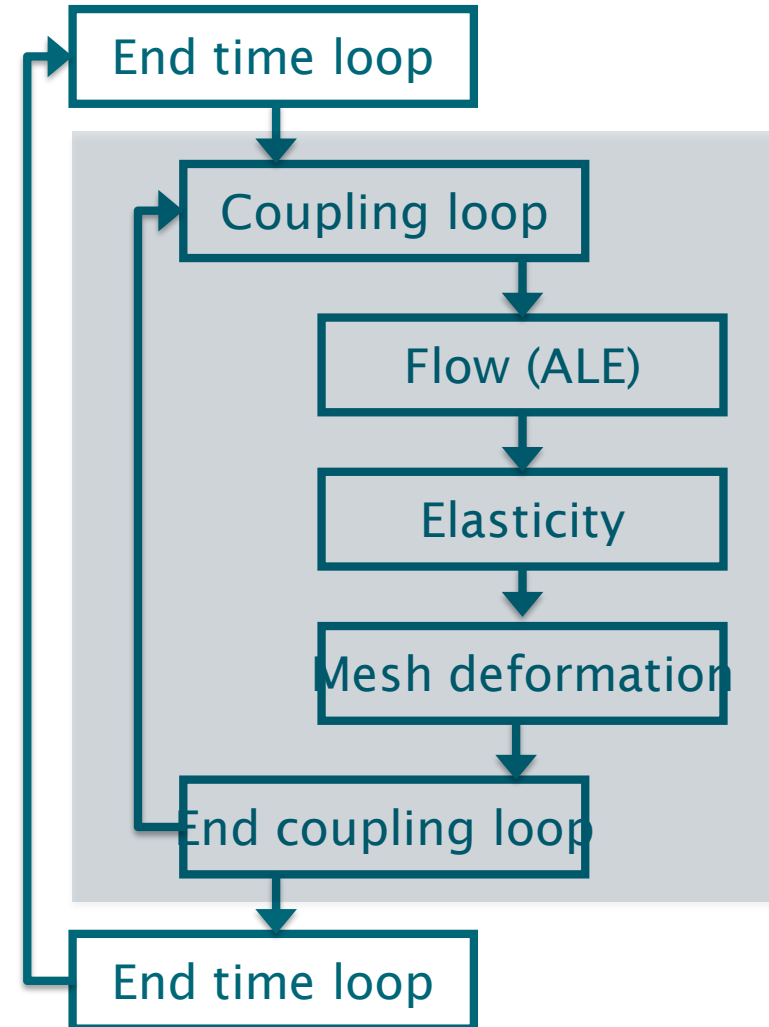 End time loop
Coupling loop
Flow (ALE)
Elasticity
Mesh deformation
End coupling loop
End time loop